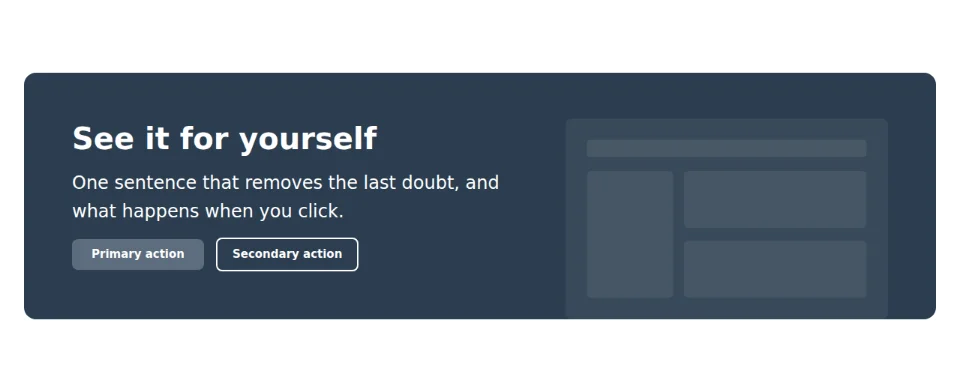 See it for yourself
One sentence that removes the last doubt, and
what happens when you click.
Primary action
Secondary action